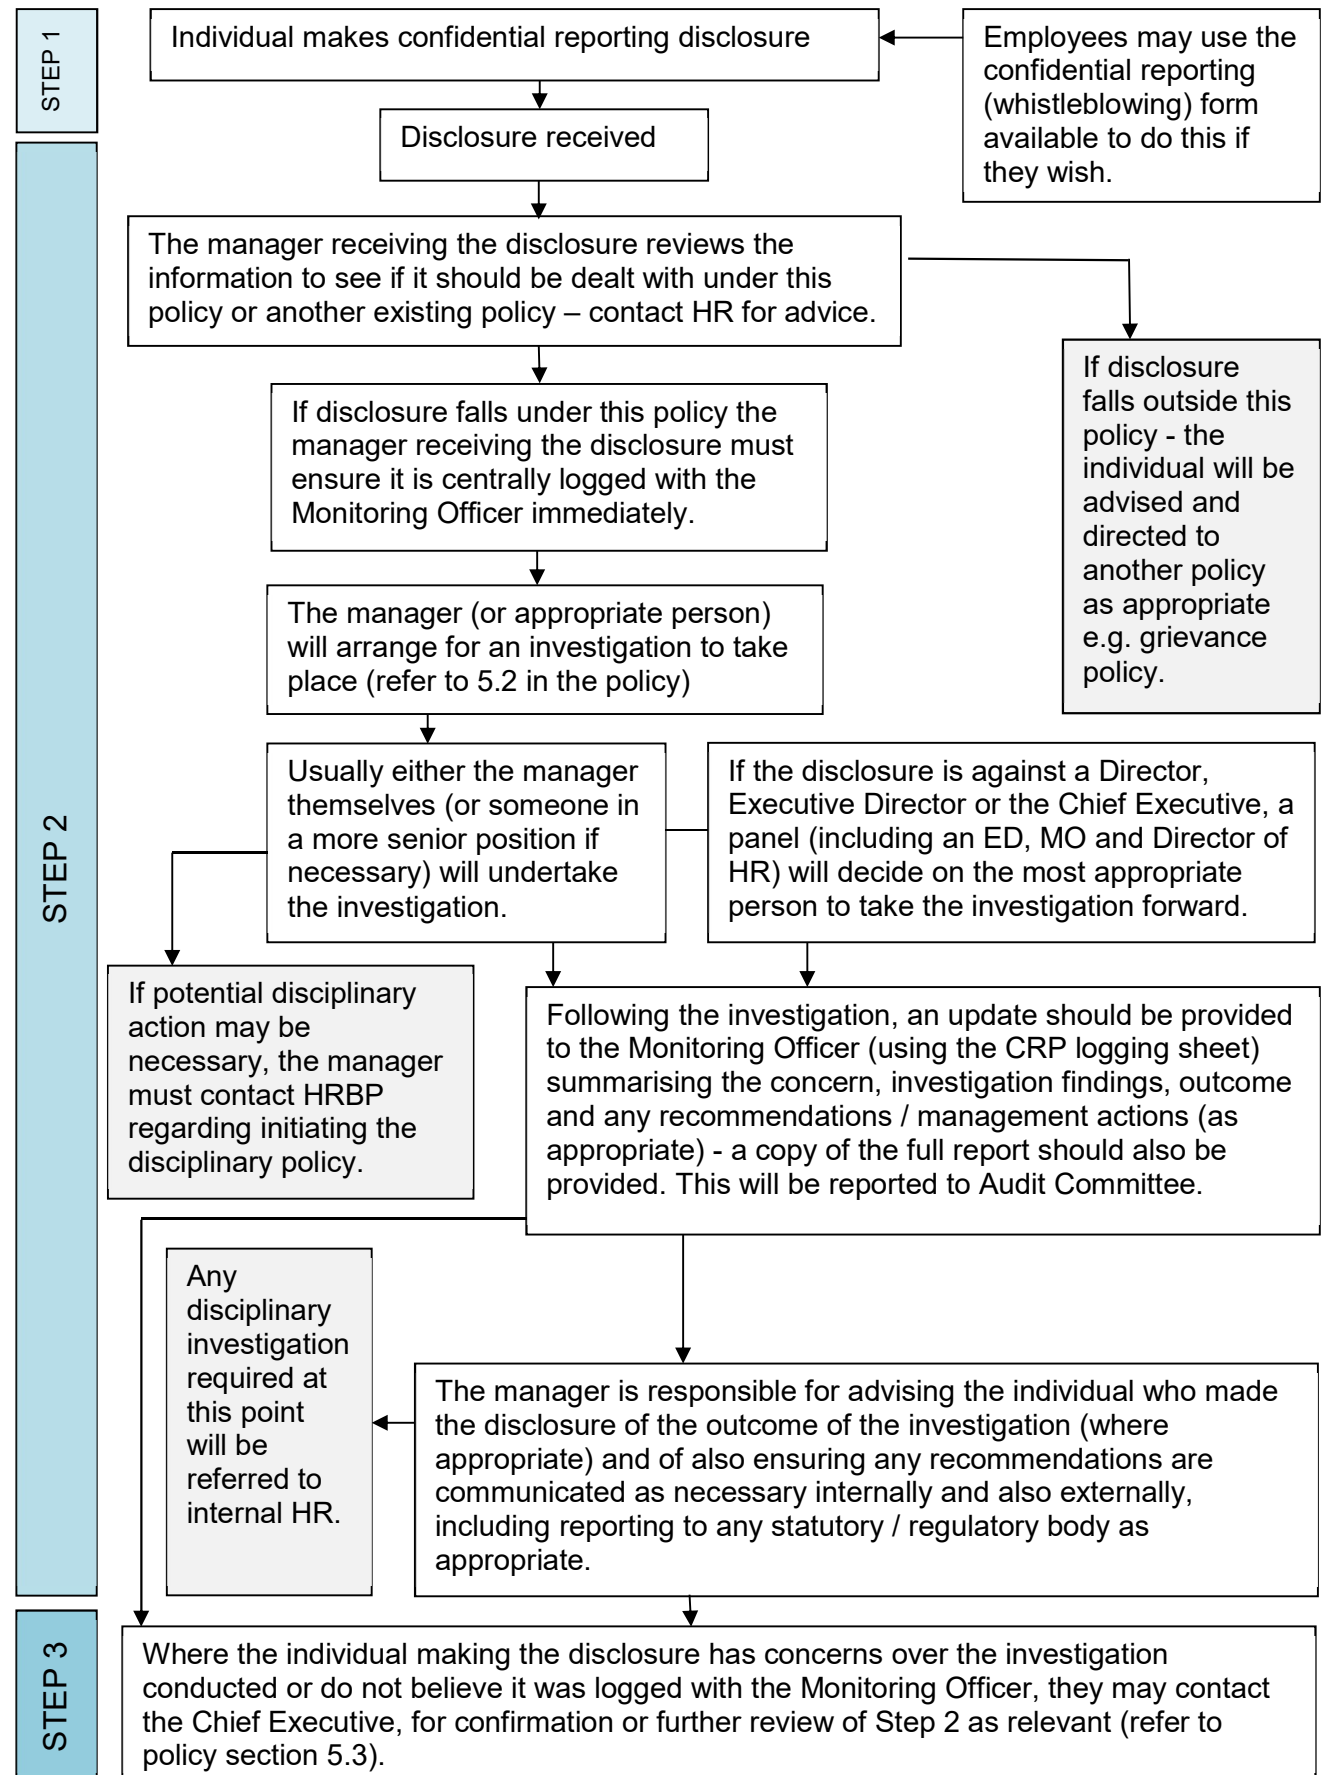 STEP 1
Individual makes confidential reporting disclosure
Employees may use the
confidential reporting
(whistleblowing) form
available to do this if
they wish.
Disclosure received
STEP 2
The manager receiving the disclosure reviews the
information to see if it should be dealt with under this
policy or another existing policy – contact HR for advice.
If disclosure
falls outside this
policy - the
individual will be
advised and
directed to
another policy
as appropriate
e.g. grievance
policy.
If disclosure falls under this policy the
manager receiving the disclosure must
ensure it is centrally logged with the
Monitoring Officer immediately.
The manager (or appropriate person)
will arrange for an investigation to take
place (refer to 5.2 in the policy)
Usually either the manager
themselves (or someone in
a more senior position if
necessary) will undertake
the investigation.
If the disclosure is against a Director,
Executive Director or the Chief Executive, a
panel (including an ED, MO and Director of
HR) will decide on the most appropriate
person to take the investigation forward.
If potential disciplinary
action may be
necessary, the manager
must contact HRBP
regarding initiating the
disciplinary policy.
Following the investigation, an update should be provided
to the Monitoring Officer (using the CRP logging sheet)
summarising the concern, investigation findings, outcome
and any recommendations / management actions (as
appropriate) - a copy of the full report should also be
provided. This will be reported to Audit Committee.
Any
disciplinary
investigation
required at
this point
will be
referred to
internal HR.
The manager is responsible for advising the individual who made
the disclosure of the outcome of the investigation (where
appropriate) and of also ensuring any recommendations are
communicated as necessary internally and also externally,
including reporting to any statutory / regulatory body as
appropriate.
STEP 3
Where the individual making the disclosure has concerns over the investigation
conducted or do not believe it was logged with the Monitoring Officer, they may contact
the Chief Executive, for confirmation or further review of Step 2 as relevant (refer to
policy section 5.3).